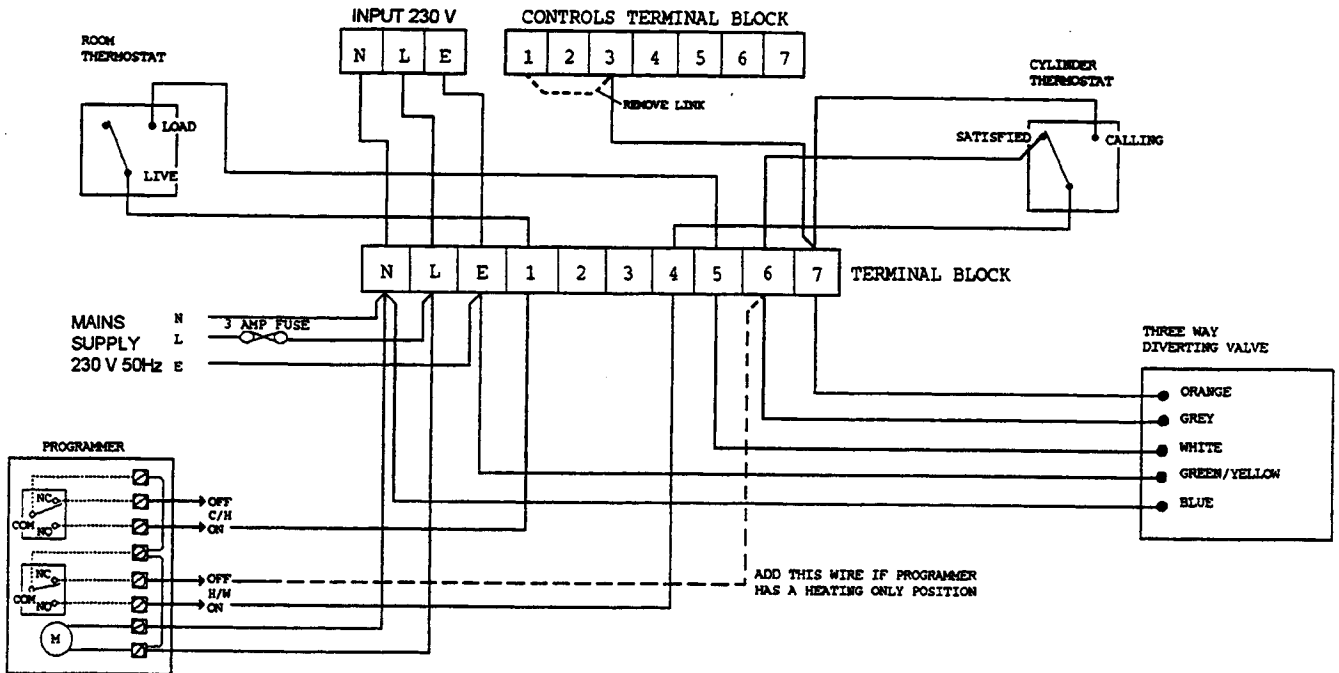 INPUT 230 V
CONTROLS TERMINAL BLOCK
N L E
1 2 3 4 5 6 7
ROOM
THERMOSTAT
LOAD
LIVE
REMOVE LINK
CYLINDER
THERMOSTAT
SATISFIED
CALLING
N L E 1 2 3 4 5 6 7
TERMINAL BLOCK
MAINS
SUPPLY
230 V 50Hz
N
L
E
3 AMP FUSE
THREE WAY
DIVERTING VALVE
ORANGE
GREY
WHITE
GREEN/YELLOW
BLUE
PROGRAMMER
NC
COM
NO
OFF
C/H
ON
NC
COM
NO
OFF
H/W
ON
M
ADD THIS WIRE IF PROGRAMMER
HAS A HEATING ONLY POSITION